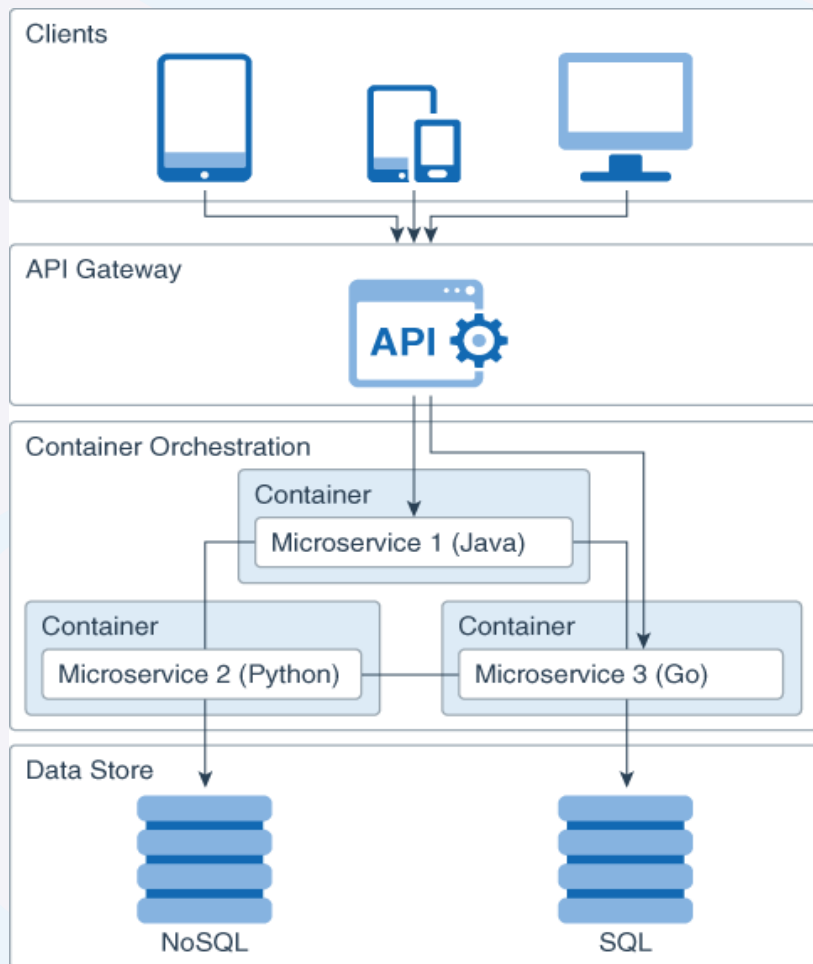 Clients
API Gateway
API
Container Orchestration
Container
Microservice 1 (Java)
Container
Microservice 2 (Python)
Container
Microservice 3 (Go)
Data Store
NoSQL
SQL